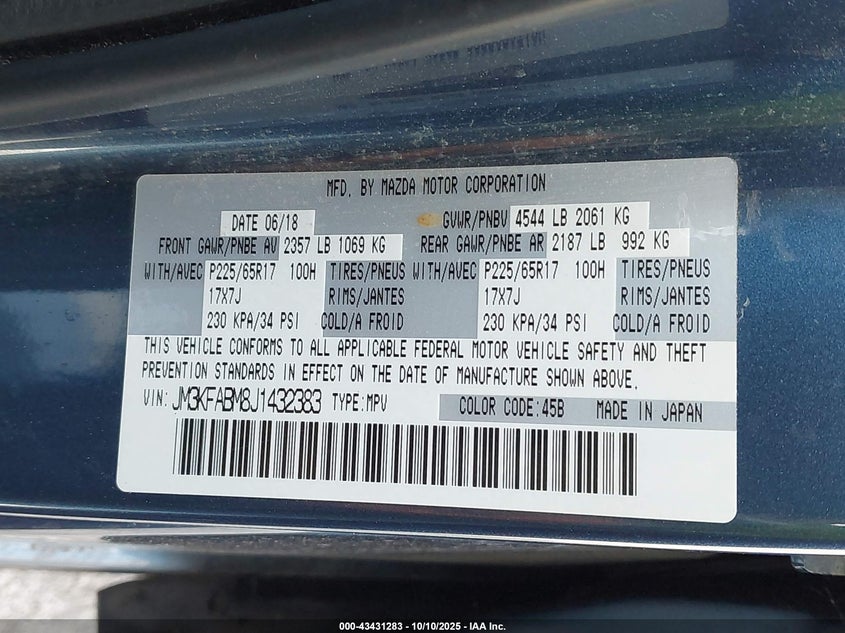 MFD. BY MAZDA MOTOR CORPORATION
DATE 06/18 GVWR/PNBV 4544 LB 2061 KG
FRONT GAWR/PNBE AV 2357 LB 1069 KG REAR GAWR/PNBE AR 2187 LB 992 KG
WITH/AVEC P225/65R17 100H TIRES/PNEUS WITH/AVEC P225/65R17 100H TIRES/PNEUS
17X7J RIMS/JANTES 17X7J RIMS/JANTES
230 KPA/34 PSI COLD/A FROID 230 KPA/34 PSI COLD/A FROID
THIS VEHICLE CONFORMS TO ALL APPLICABLE FEDERAL MOTOR VEHICLE SAFETY AND THEFT
PREVENTION STANDARDS IN EFFECT ON THE DATE OF MANUFACTURE SHOWN ABOVE.
VIN: JM3KFABM8J1432383 TYPE:MPV COLOR CODE:45B MADE IN JAPAN
000-43431283 - 10/10/2025 - IAA Inc.